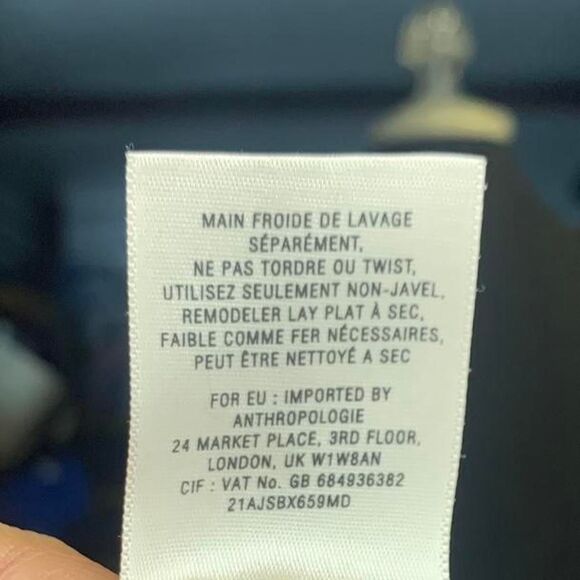 MAIN FROIDE DE LAVAGE
SÉPARÉMENT,
NE PAS TORDRE OU TWIST,
UTILISEZ SEULEMENT NON-JAVEL,
REMODELER LAY PLAT À SEC,
FAIBLE COMME FER NÉCESSAIRES,
PEUT ÊTRE NETTOYÉ A SEC
FOR EU : IMPORTED BY
ANTHROPOLOGIE
24 MARKET PLACE, 3RD FLOOR,
LONDON, UK W1W8AN
CIF : VAT No. GB 684936382
21AJSBX659MD